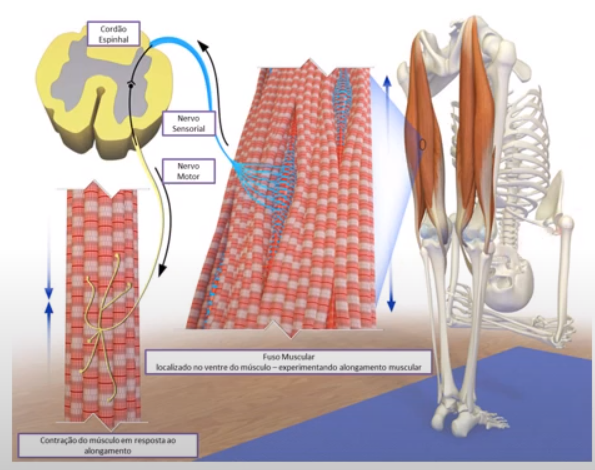 Cordão
Espinhal
Nervo
Sensorial
Nervo
Motor
Fuso Muscular
localizado no ventre do músculo – experimentando alongamento muscular
Contração do músculo em resposta ao
alongamento